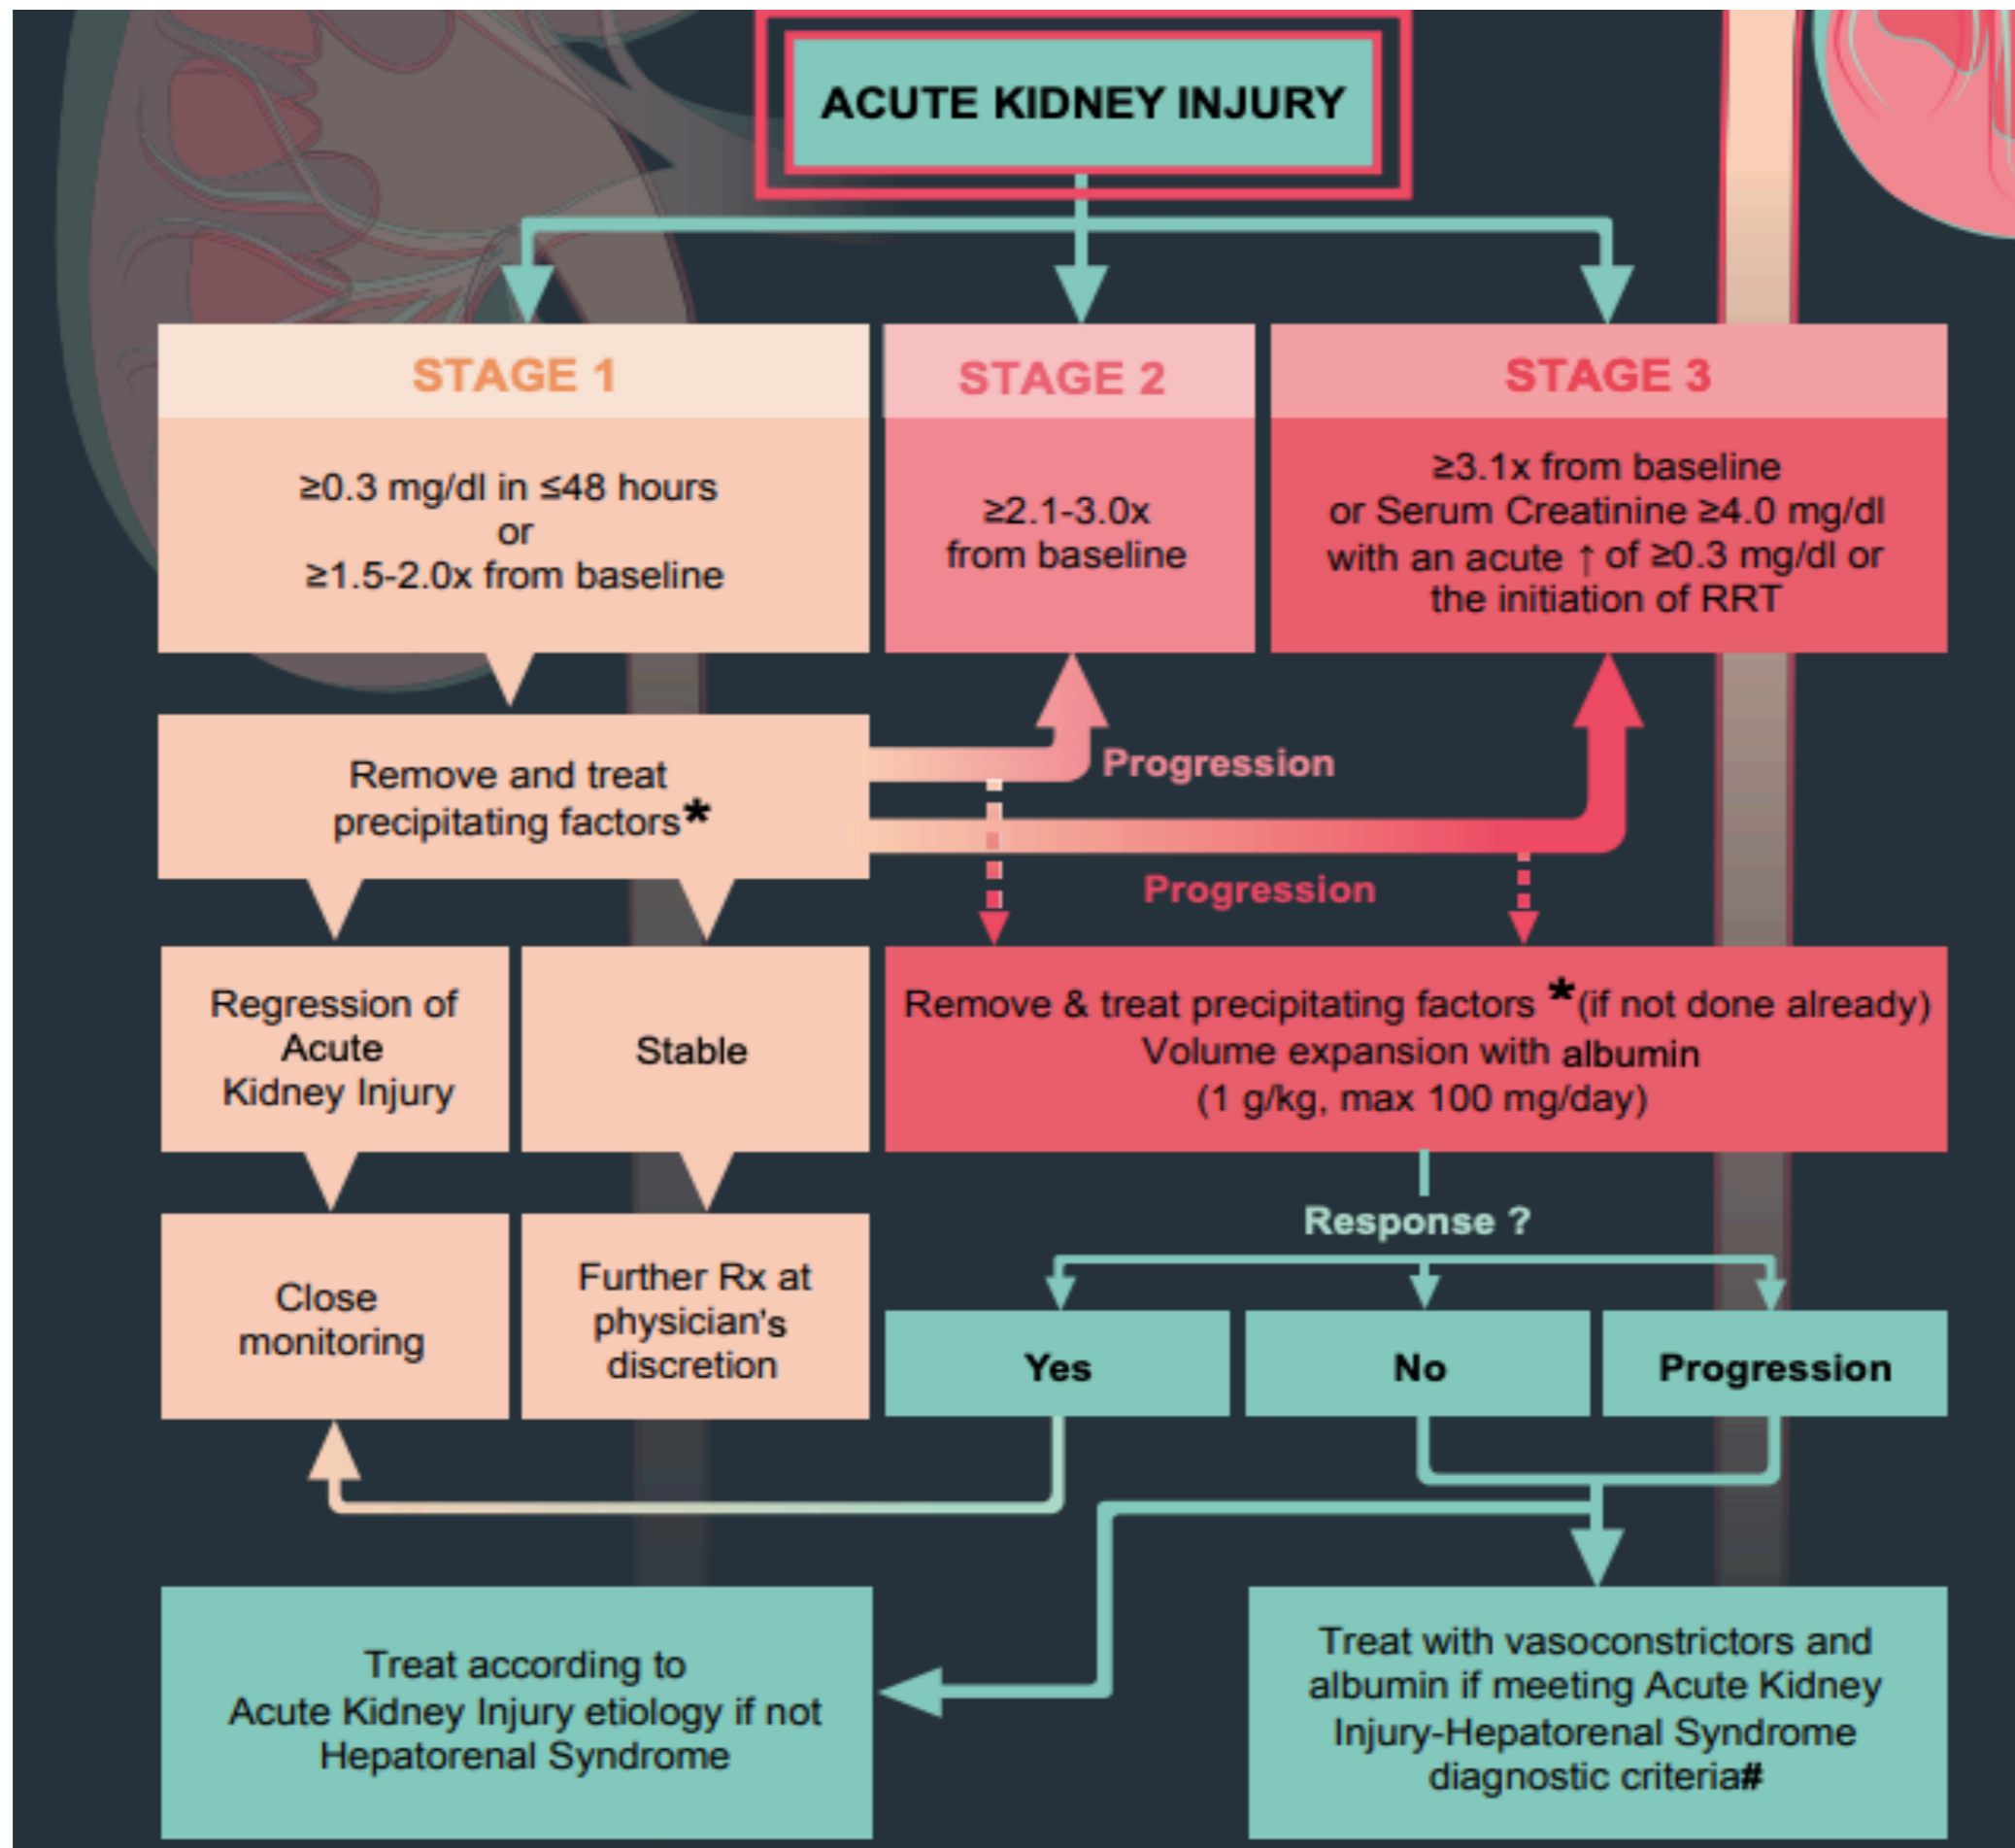 ACUTE KIDNEY INJURY
STAGE 1
≥0.3 mg/dl in ≤48 hours
or
≥1.5-2.0x from baseline
STAGE 2
≥2.1-3.0x
from baseline
STAGE 3
≥3.1x from baseline
or Serum Creatinine ≥4.0 mg/dl
with an acute ↑ of ≥0.3 mg/dl or
the initiation of RRT
Remove and treat
precipitating factors*
Progression
Progression
Regression of
Acute
Kidney Injury
Stable
Remove & treat precipitating factors *(if not done already)
Volume expansion with albumin
(1 g/kg, max 100 mg/day)
Close
monitoring
Further Rx at
physician's
discretion
Response ?
Yes
No
Progression
Treat according to
Acute Kidney Injury etiology if not
Hepatorenal Syndrome
Treat with vasoconstrictors and
albumin if meeting Acute Kidney
Injury-Hepatorenal Syndrome
diagnostic criteria#